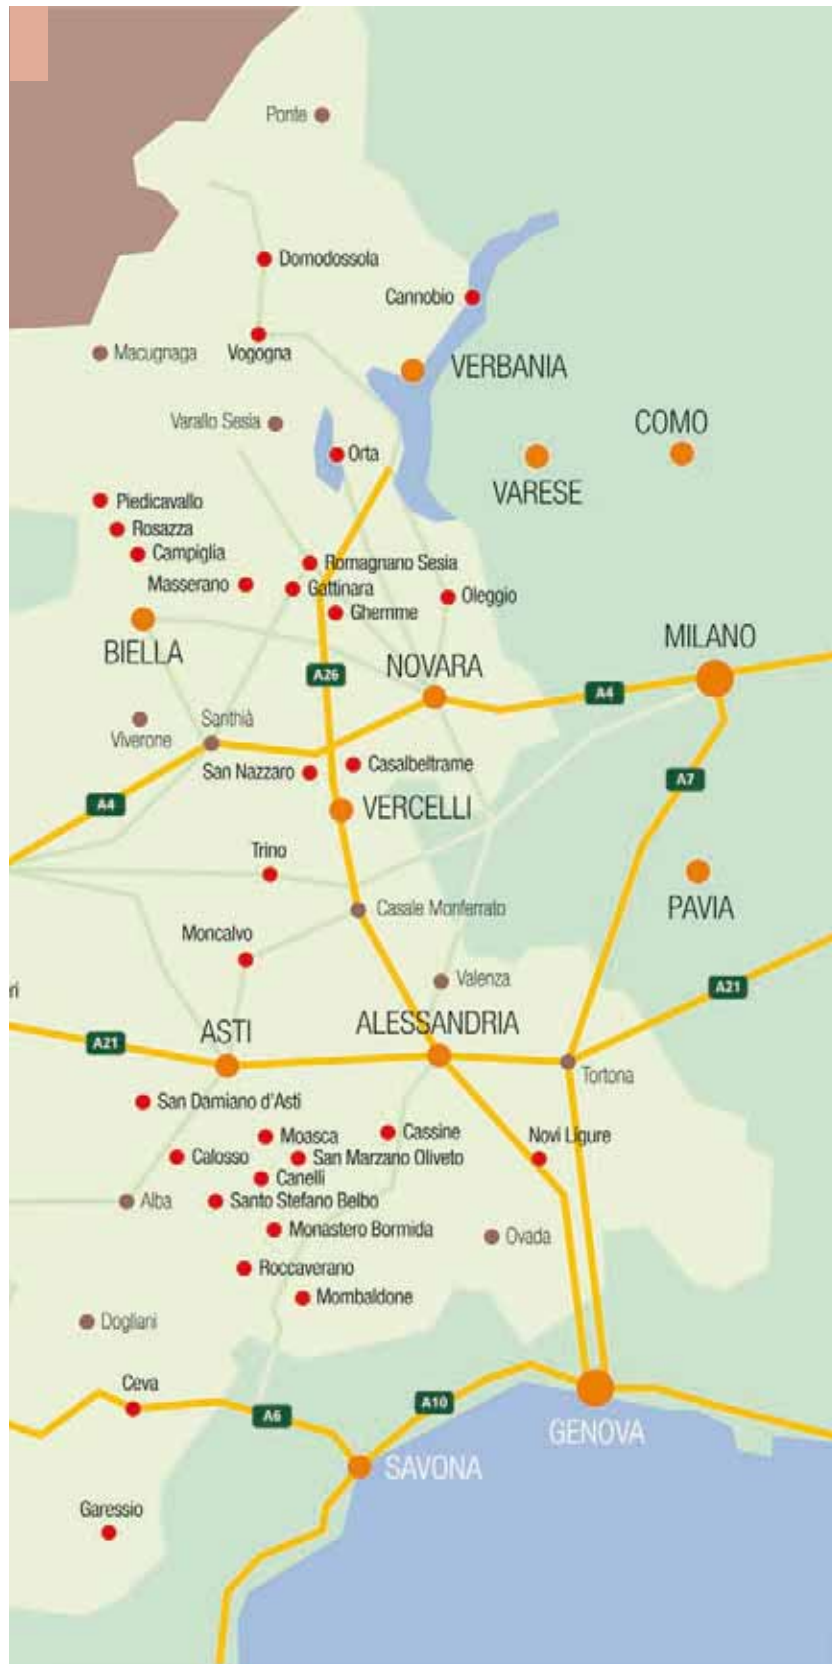 Ponte
Domodossola
Cannobio
Macugnaga
Vogogna
VERBANIA
Varallo Sesia
COMO
Orta
VARESE
Piedicavallo
Rosazza
Campiglia
Romagnano Sesia
Masserano
Gattinara
Oleggio
Ghemme
BIELLA
MILANO
NOVARA
A26
A4
Santhià
Viverone
San Nazzaro
Casalbeltrame
A7
A4
VERCELLI
Trino
PAVIA
Casale Monferrato
Moncalvo
Valenza
A21
ri
ASTI
ALESSANDRIA
A21
Tortona
San Damiano d'Asti
Moasca
Cassine
Novi Ligure
Calosso
San Marzano Oliveto
Canelli
Alba
Santo Stefano Belbo
Monastero Bormida
Ovada
Roccaverano
Mombaldone
Dogliani
Ceva
A6
A10
GENOVA
SAVONA
Garessio